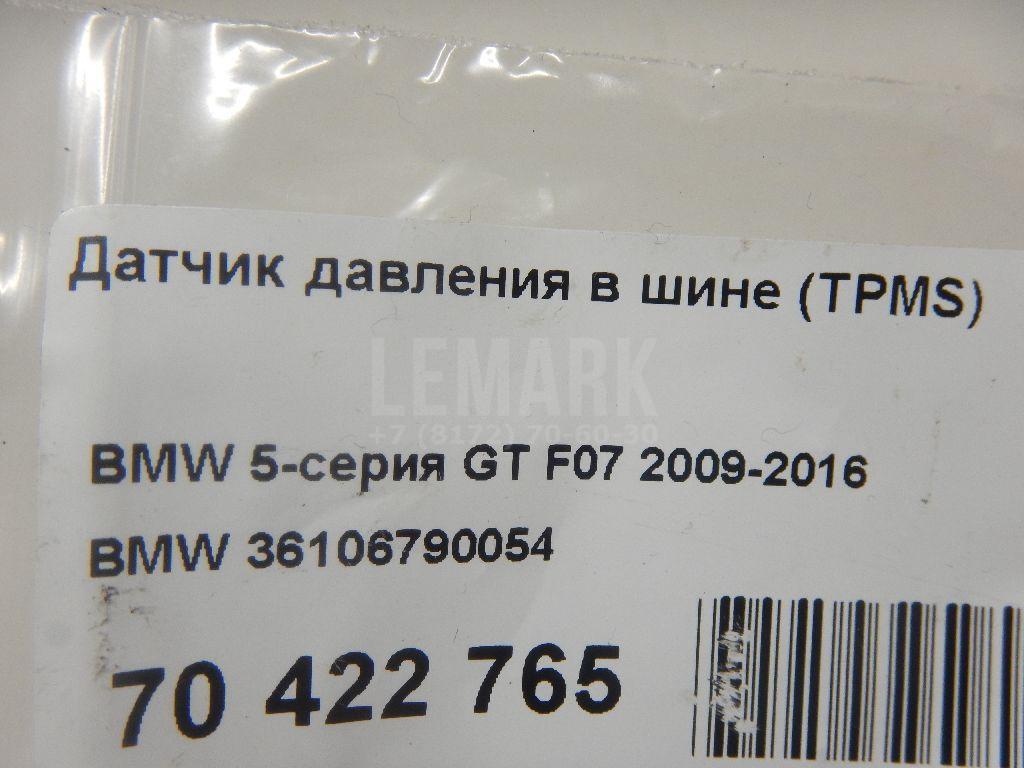 Датчик давления в шине (TPMS)
LEMARK
+7 (8172) 70-60-30
BMW 5-серия GT F07 2009-2016
BMW 36106790054
70 422 765